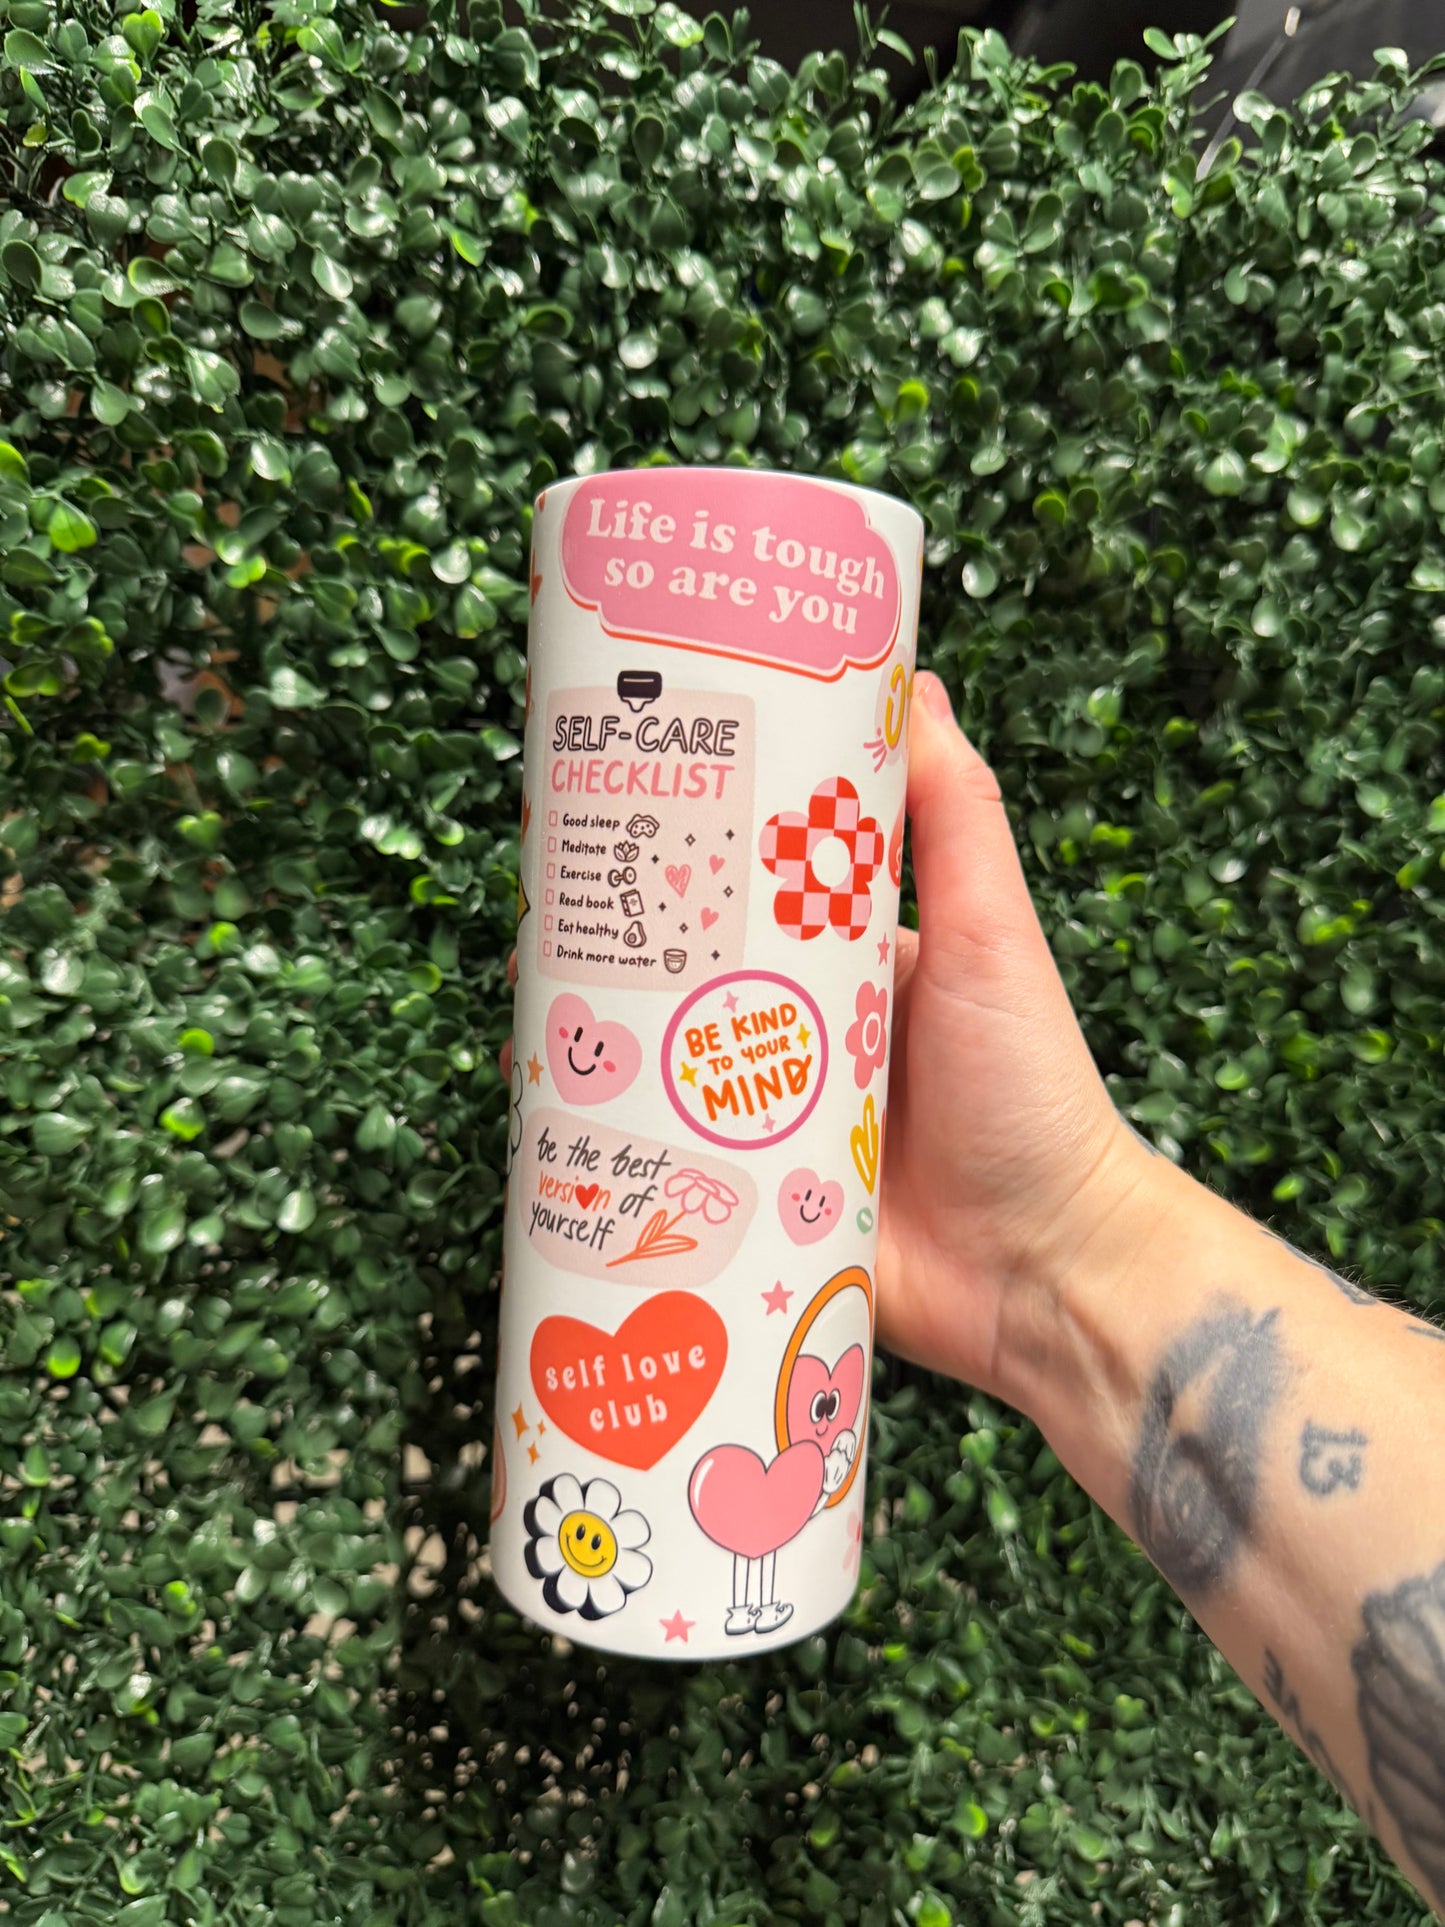 Life is tough
so are you
SELF-CARE
CHECKLIST
Good sleep
Meditate
Exercise
Read book
Eat healthy
Drink more water
BE KIND
TO YOUR
MIND
be the best
version of
yourself
self love
club
13